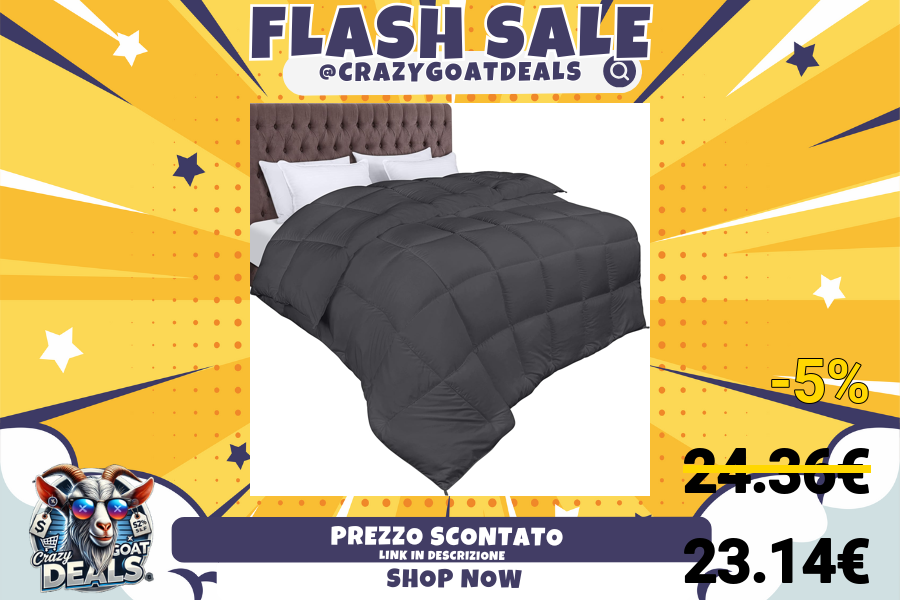 FLASH SALE
@CRAZYGOATDEALS
-5%
24.36€
PREZZO SCONTATO
LINK IN DESCRIZIONE
SHOP NOW
23.14€
$
Crazy
GOAT
DEALS